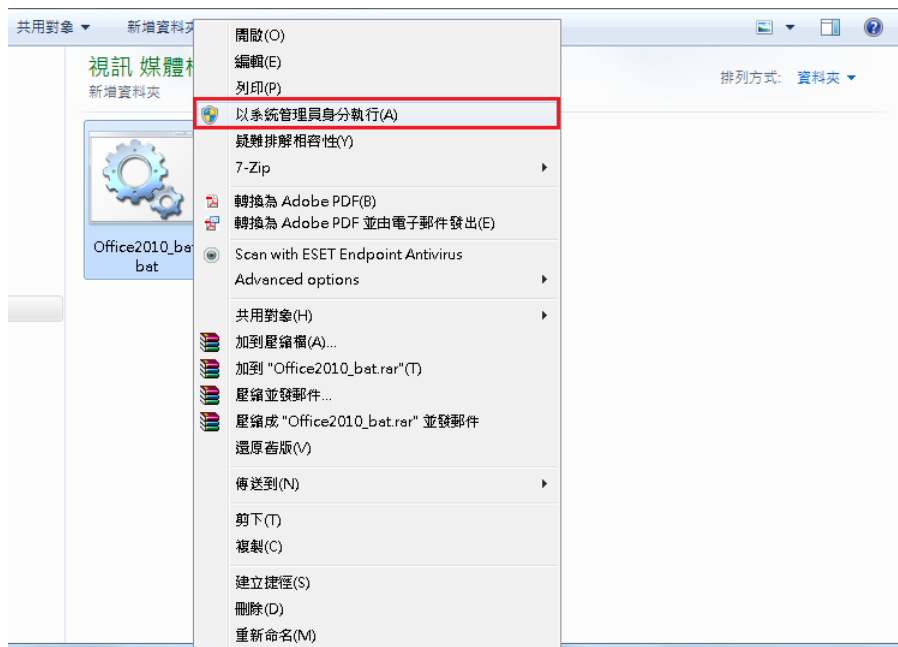 共用對象 新增資料夾
視訊 媒體
新增資料夾
排列方式: 資料夾
Office2010_bat
bat
開啟(O)
編輯(E)
列印(P)
以系統管理員身分執行(A)
疑難排解相容性(Y)
7-Zip
轉換為 Adobe PDF(B)
轉換為 Adobe PDF 並由電子郵件發出(E)
Scan with ESET Endpoint Antivirus
Advanced options
共用對象(H)
加到壓縮檔(A)...
加到 "Office2010_bat.rar"(T)
壓縮並發郵件...
壓縮成 "Office2010_bat.rar" 並發郵件
還原舊版(V)
傳送到(N)
剪下(T)
複製(C)
建立捷徑(S)
刪除(D)
重新命名(M)